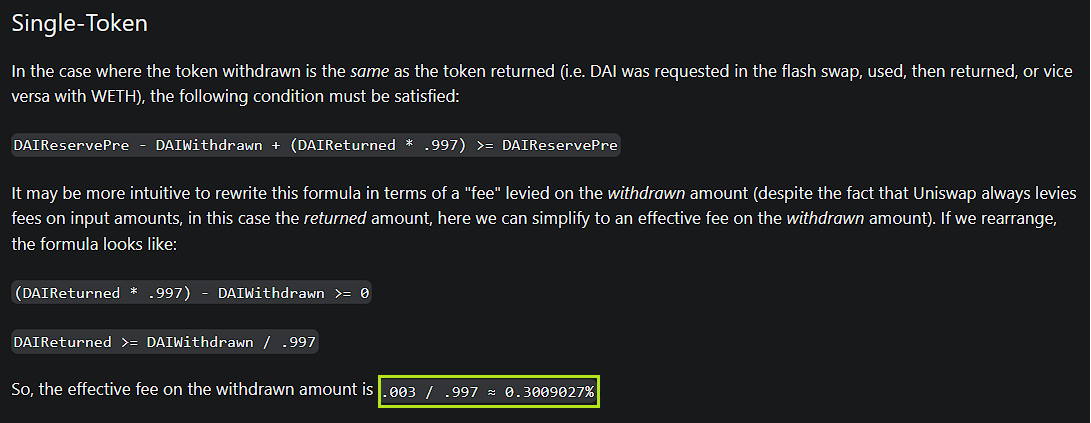 Single-Token
In the case where the token withdrawn is the same as the token returned (i.e. DAI was requested in the flash swap, used, then returned, or vice
versa with WETH), the following condition must be satisfied:
DAIReservePre - DAIWithdrawn + (DAIReturned * .997) >= DAIReservePre
It may be more intuitive to rewrite this formula in terms of a "fee" levied on the withdrawn amount (despite the fact that Uniswap always levies
fees on input amounts, in this case the returned amount, here we can simplify to an effective fee on the withdrawn amount). If we rearrange,
the formula looks like:
(DAIReturned * .997) - DAIWithdrawn >= 0
DAIReturned >= DAIWithdrawn / .997
So, the effective fee on the withdrawn amount is .003 / .997 ≈ 0.3009027%